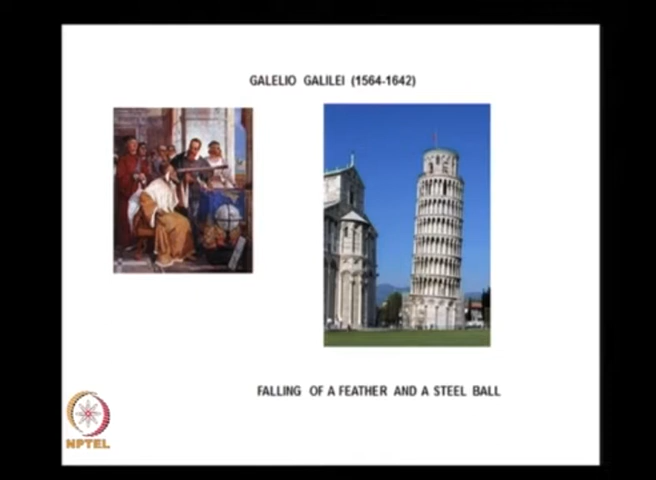 GALELIO GALILEI (1564-1642)
FALLING OF A FEATHER AND A STEEL BALL
NPTEL